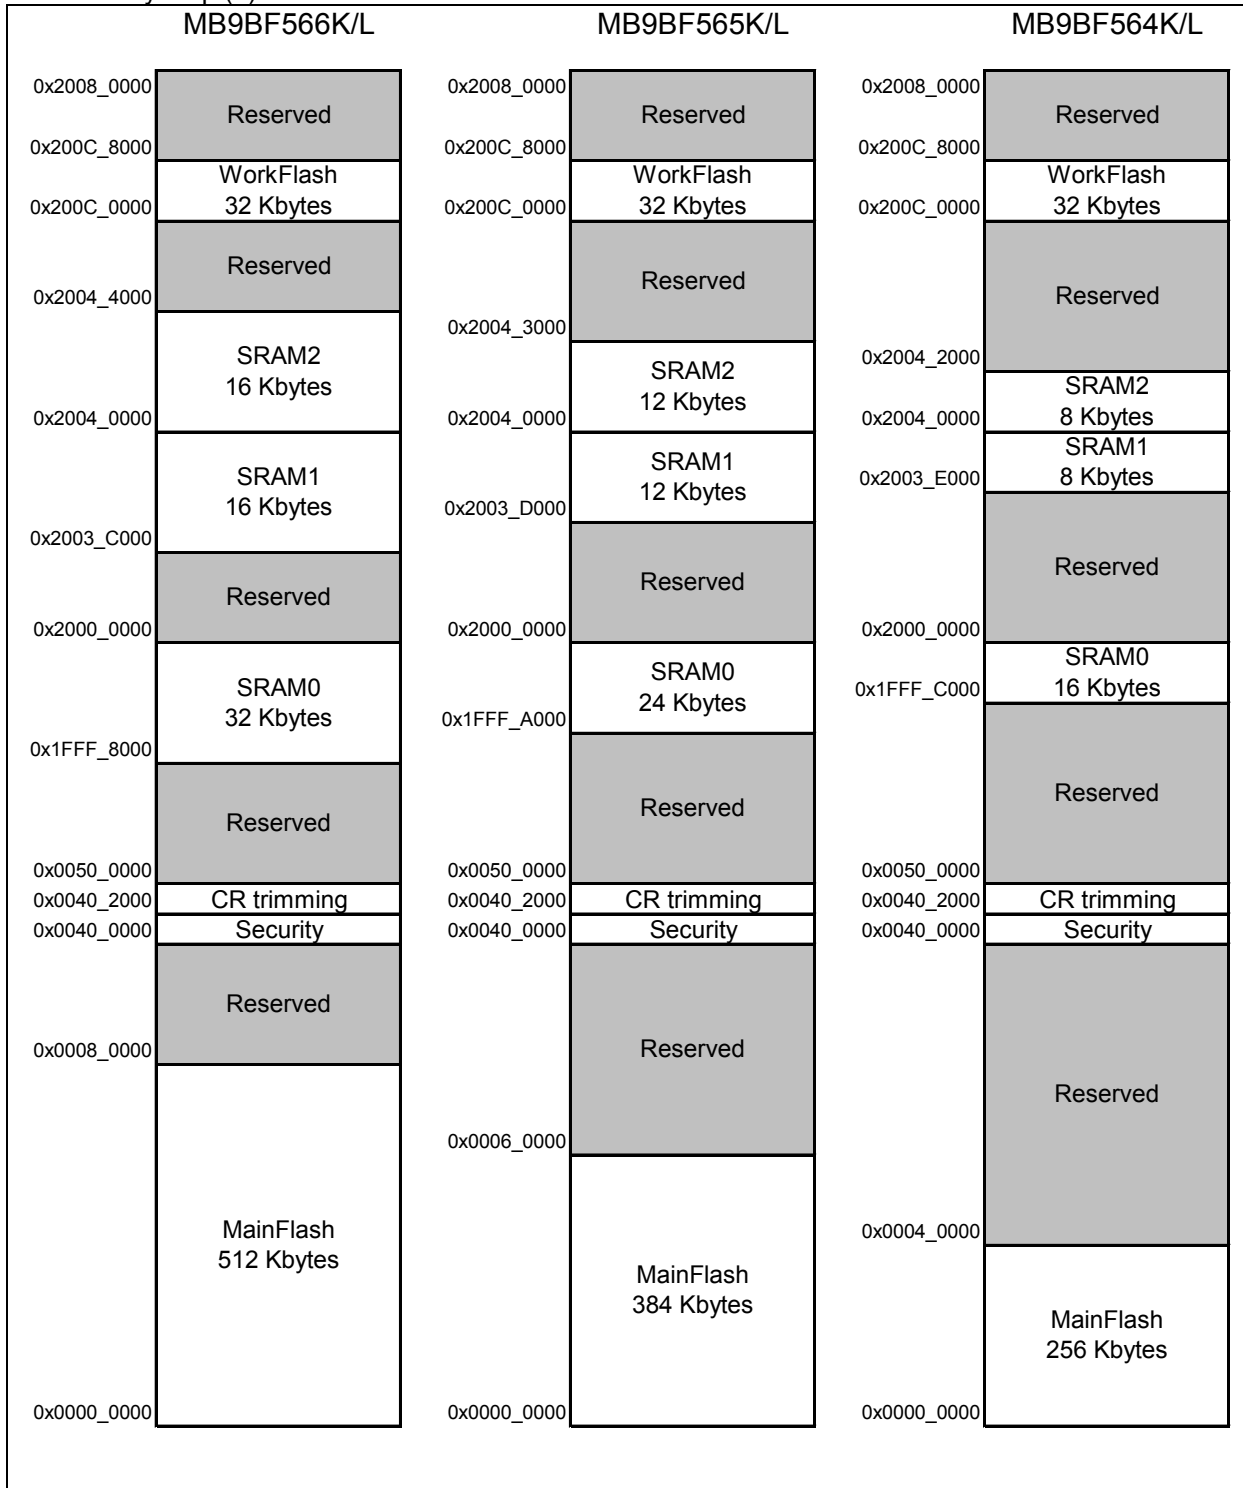 MB9BF566K/L
0x2008_0000
Reserved
0x200C_8000
WorkFlash
32 Kbytes
0x200C_0000
Reserved
0x2004_4000
SRAM2
16 Kbytes
0x2004_0000
SRAM1
16 Kbytes
0x2003_C000
Reserved
0x2000_0000
SRAM0
32 Kbytes
0x1FFF_8000
Reserved
0x0050_0000
0x0040_2000 CR trimming
0x0040_0000 Security
Reserved
0x0008_0000
MainFlash
512 Kbytes
0x0000_0000
MB9BF565K/L
0x2008_0000
Reserved
0x200C_8000
WorkFlash
32 Kbytes
0x200C_0000
Reserved
0x2004_3000
SRAM2
12 Kbytes
0x2004_0000
SRAM1
12 Kbytes
0x2003_D000
Reserved
0x2000_0000
SRAM0
24 Kbytes
0x1FFF_A000
Reserved
0x0050_0000
0x0040_2000 CR trimming
0x0040_0000 Security
Reserved
0x0006_0000
MainFlash
384 Kbytes
0x0000_0000
MB9BF564K/L
0x2008_0000
Reserved
0x200C_8000
WorkFlash
32 Kbytes
0x200C_0000
Reserved
0x2004_2000
SRAM2
8 Kbytes
0x2004_0000
SRAM1
8 Kbytes
0x2003_E000
Reserved
0x2000_0000
SRAM0
16 Kbytes
0x1FFF_C000
Reserved
0x0050_0000
0x0040_2000 CR trimming
0x0040_0000 Security
Reserved
0x0004_0000
MainFlash
256 Kbytes
0x0000_0000